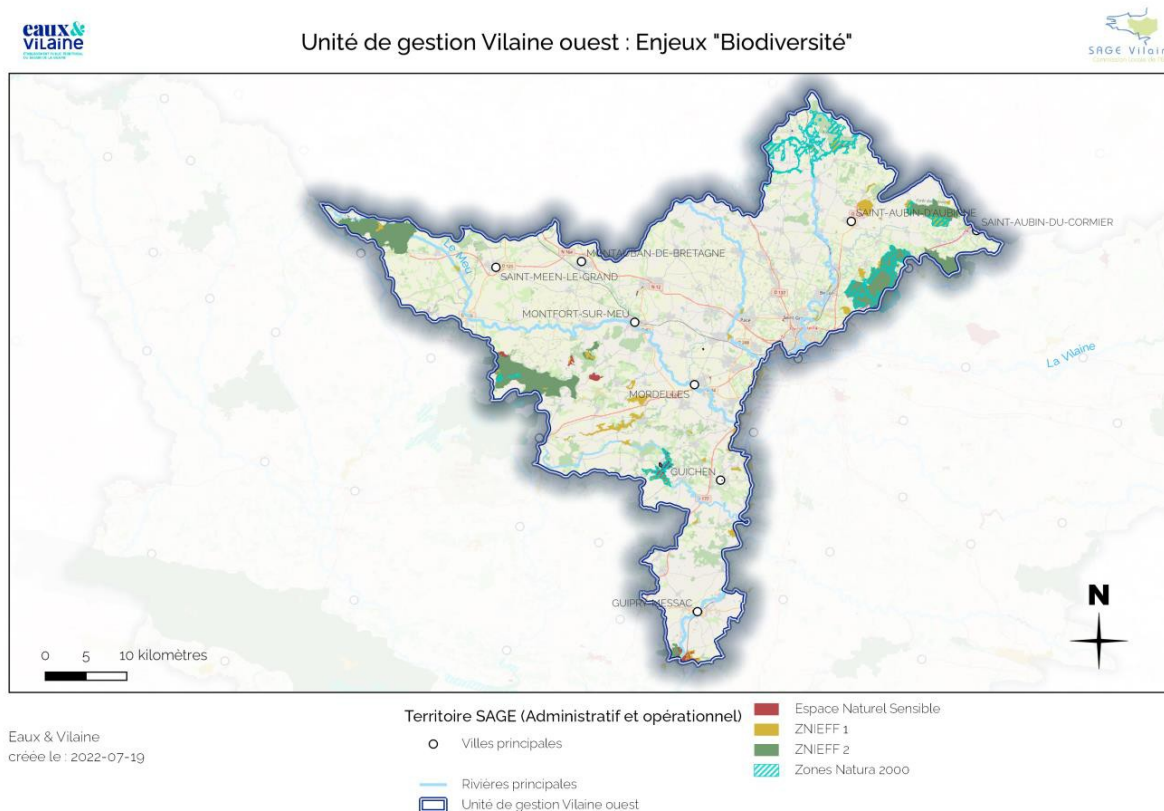 eaux&
VILAINE
Unité de gestion Vilaine ouest : Enjeux "Biodiversité"
SAGE Vilaine
SAINT-AUBIN-D'AUBIGNE
SAINT-AUBIN-DU-CORMIER
Le Meu
MONTAUBAN-DE-BRETAGNE
SAINT-MEEN-LE-GRAND
MONTFORT-SUR-MEU
La Vilaine
MORDELLES
GUICHEN
GUIPRY-MESSAC
N
0 5 10 kilomètres
Eaux & Vilaine
créée le : 2022-07-19
Territoire SAGE (Administratif et opérationnel)
Villes principales
Rivières principales
Unité de gestion Vilaine ouest
Espace Naturel Sensible
ZNIEFF 1
ZNIEFF 2
Zones Natura 2000